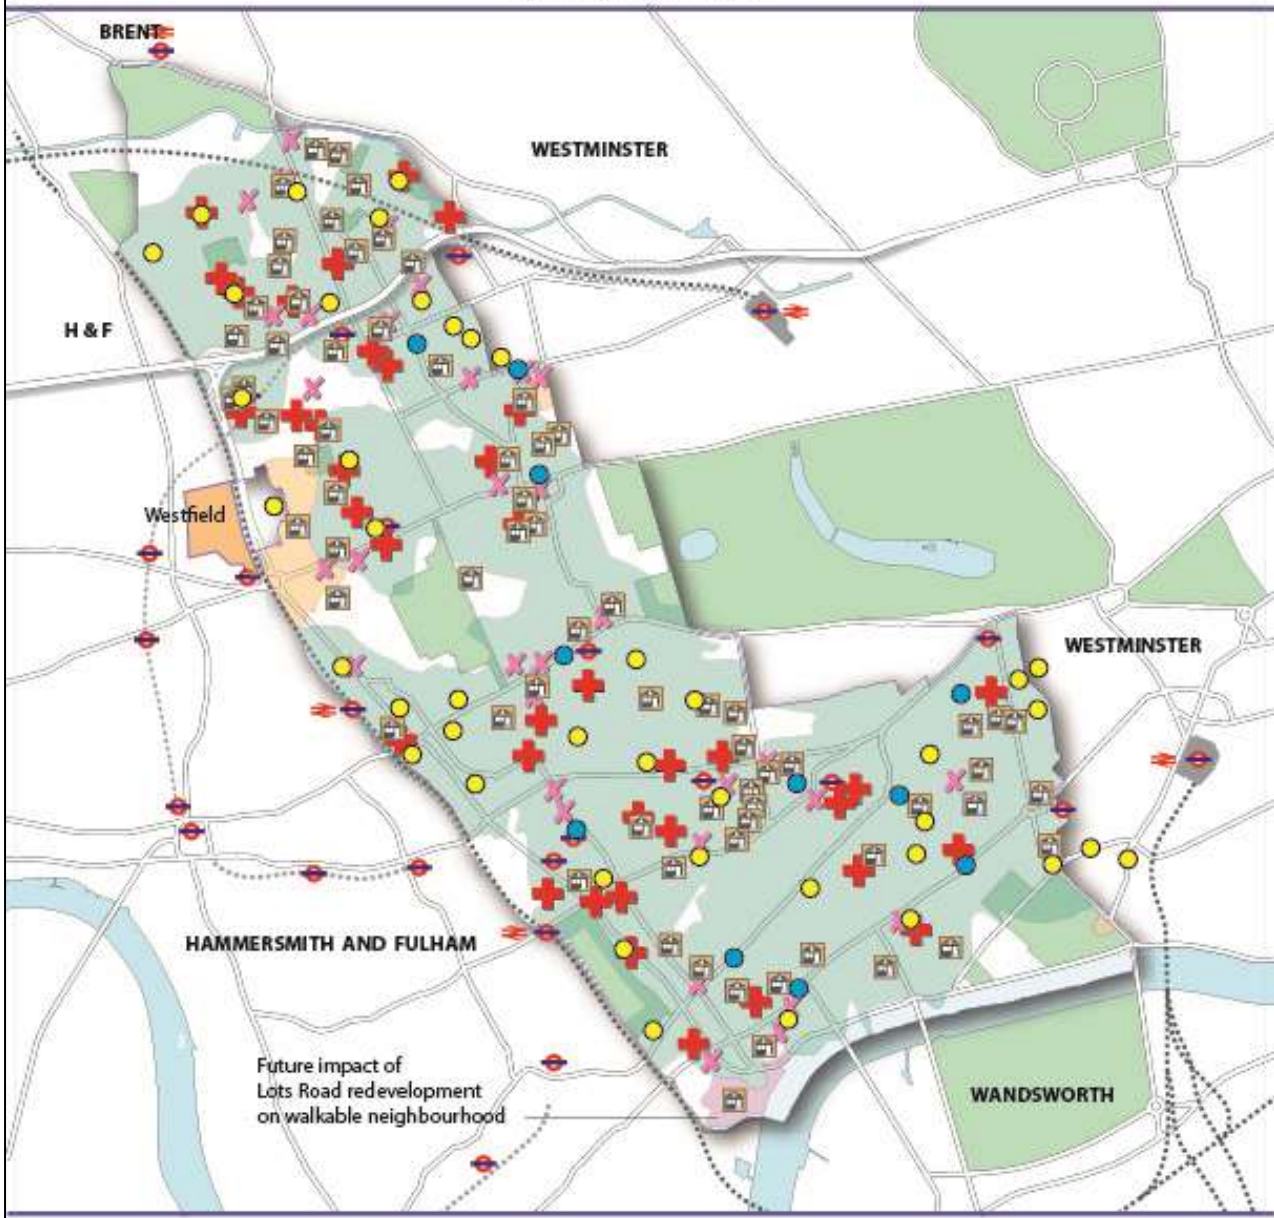 BRENT
WESTMINSTER
H & F
Westfield
WESTMINSTER
HAMMERSMITH AND FULHAM
Future impact of
Lots Road redevelopment
on walkable neighbourhood
WANDSWORTH